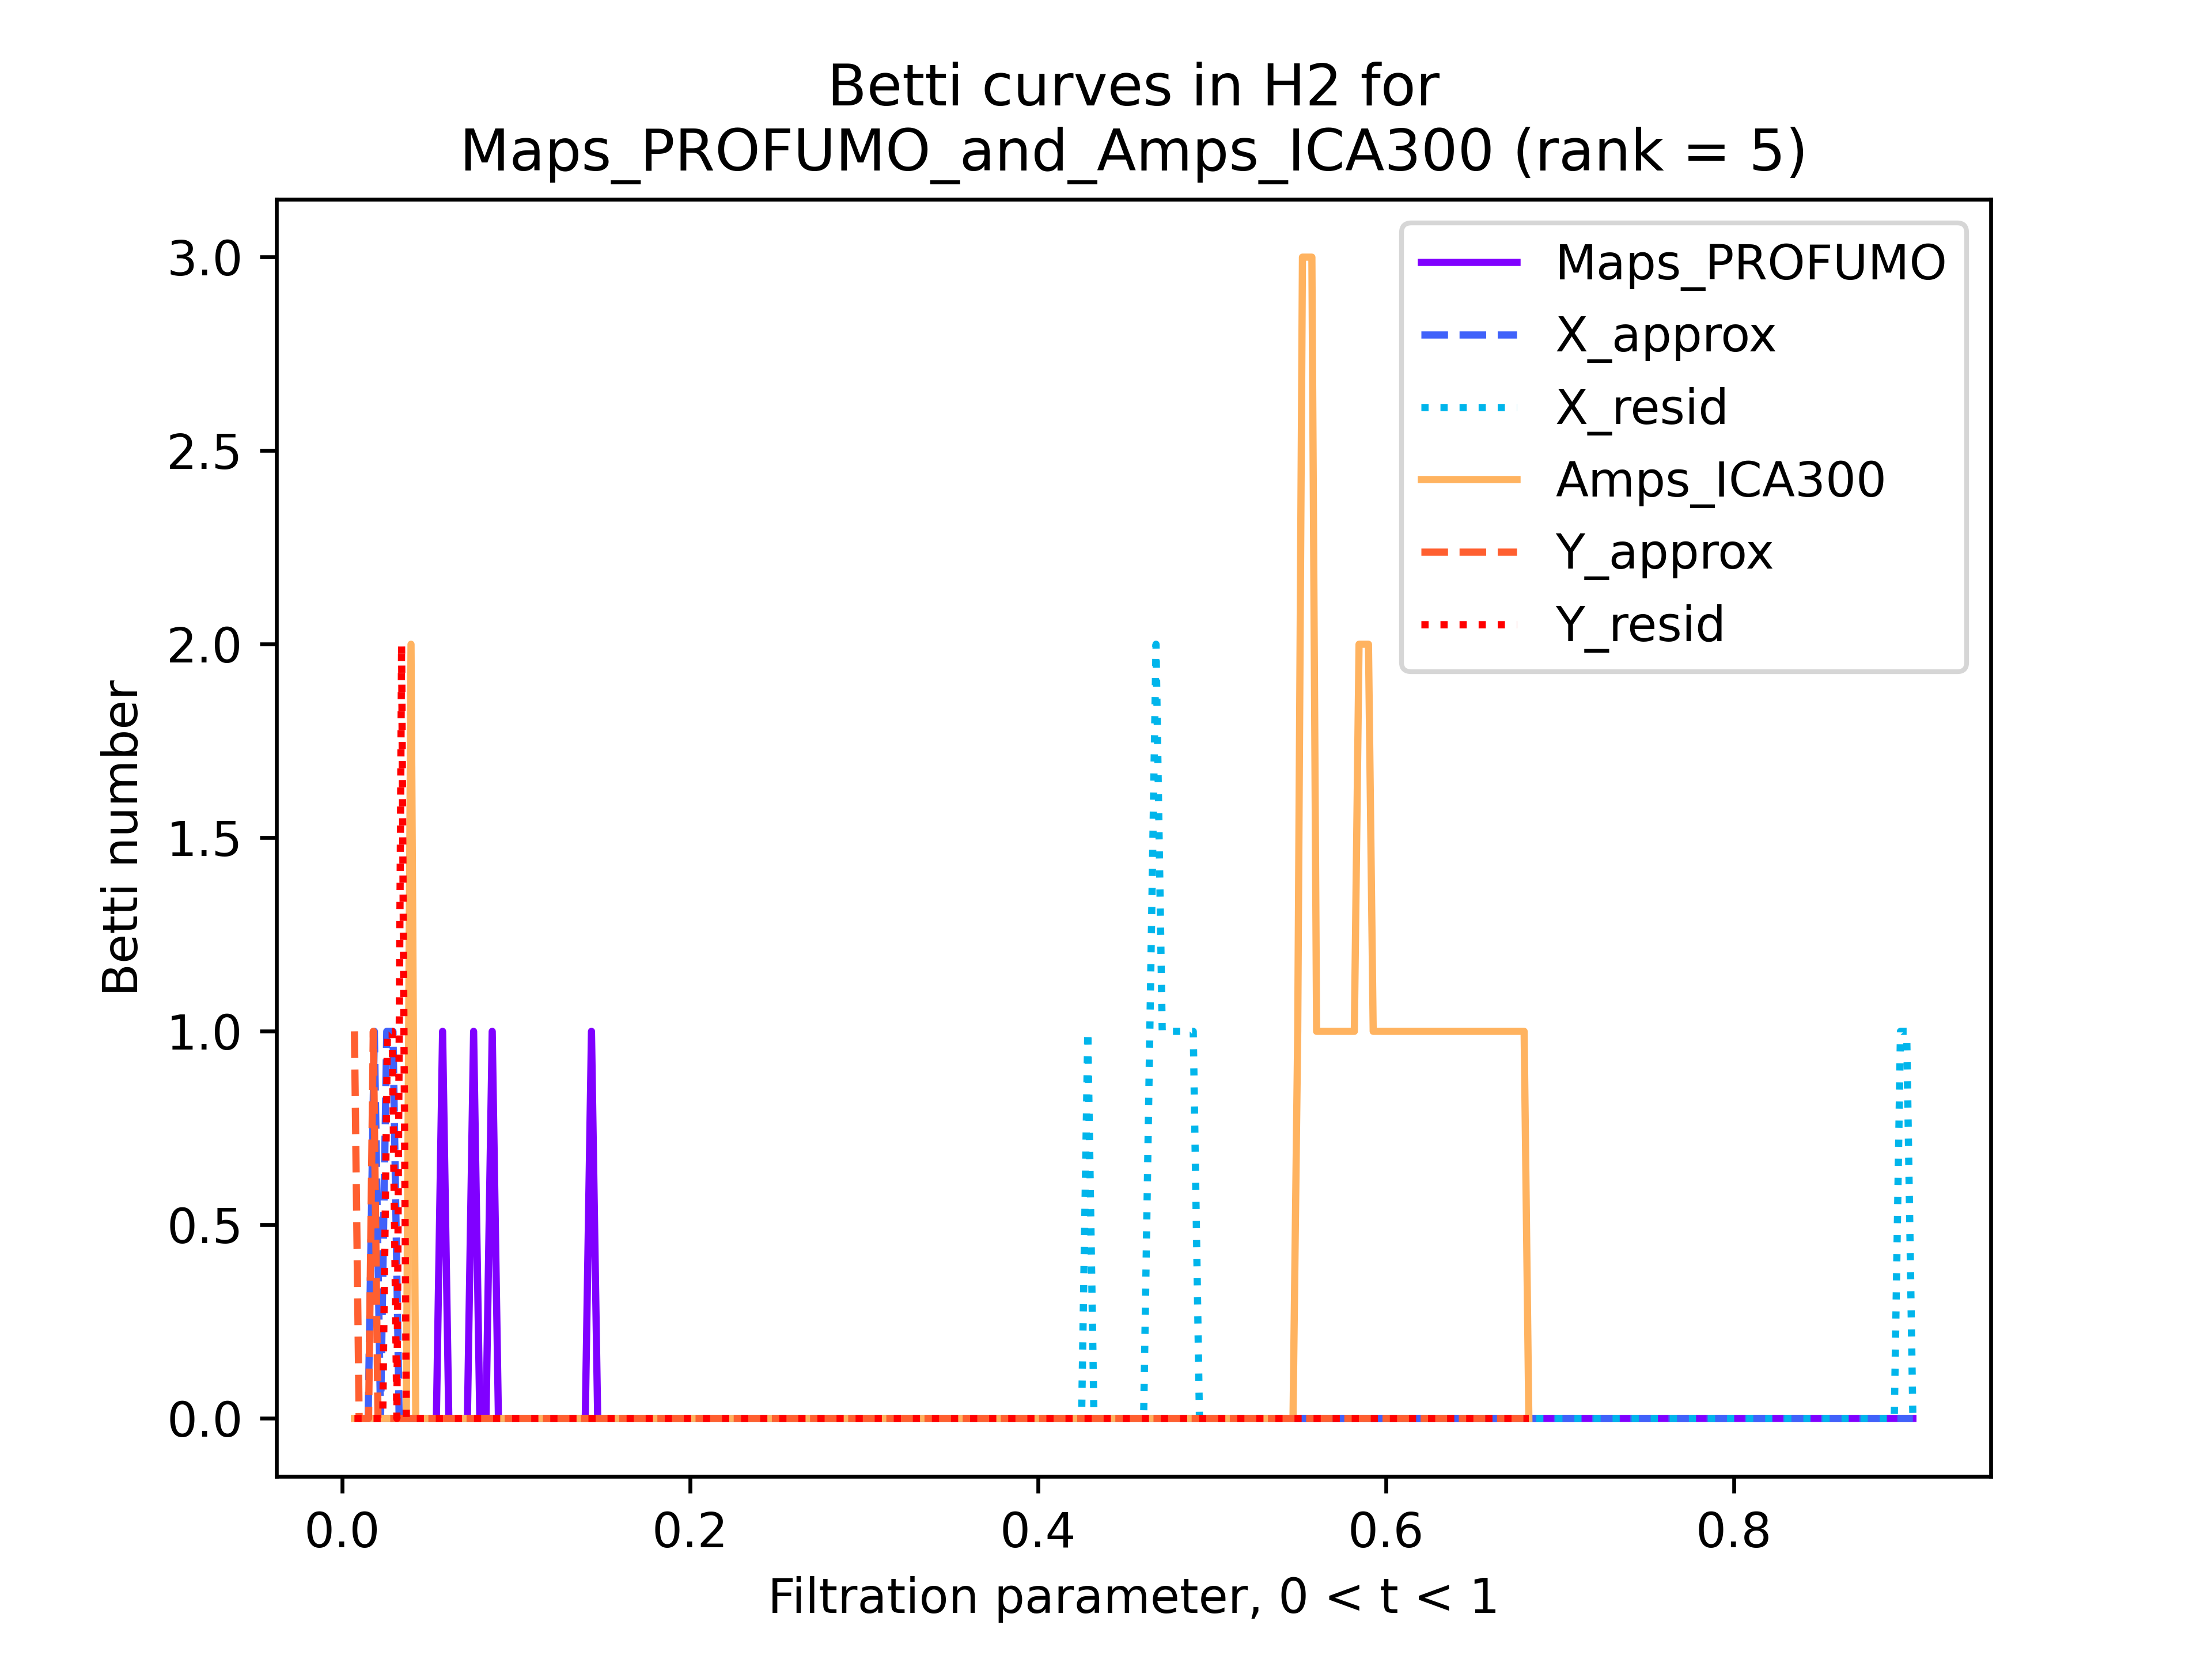 Betti curves in H2 for
Maps_PROFUMO_and_Amps_ICA300 (rank = 5)
3.0
2.5
2.0
1.5
1.0
0.5
0.0
Betti number
Maps_PROFUMO
X_approx
X_resid
Amps_ICA300
Y_approx
Y_resid
0.0 0.2 0.4 0.6 0.8
Filtration parameter, 0 < t < 1